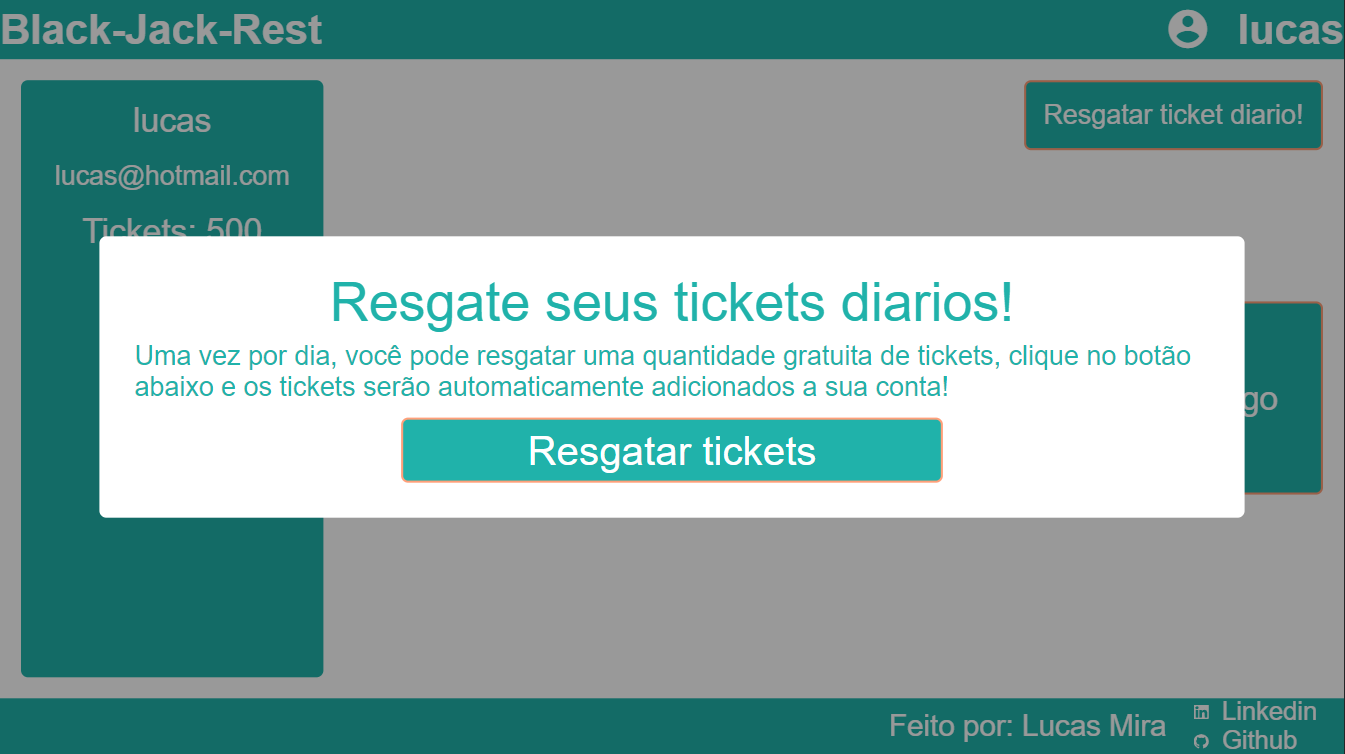 Black-Jack-Rest
lucas
lucas
lucas@hotmail.com
Tickets: 500
Resgatar ticket diario!
Resgate seus tickets diarios!
Uma vez por dia, você pode resgatar uma quantidade gratuita de tickets, clique no botão
abaixo e os tickets serão automaticamente adicionados a sua conta!
Resgatar tickets
go
Feito por: Lucas Mira
Linkedin
Github